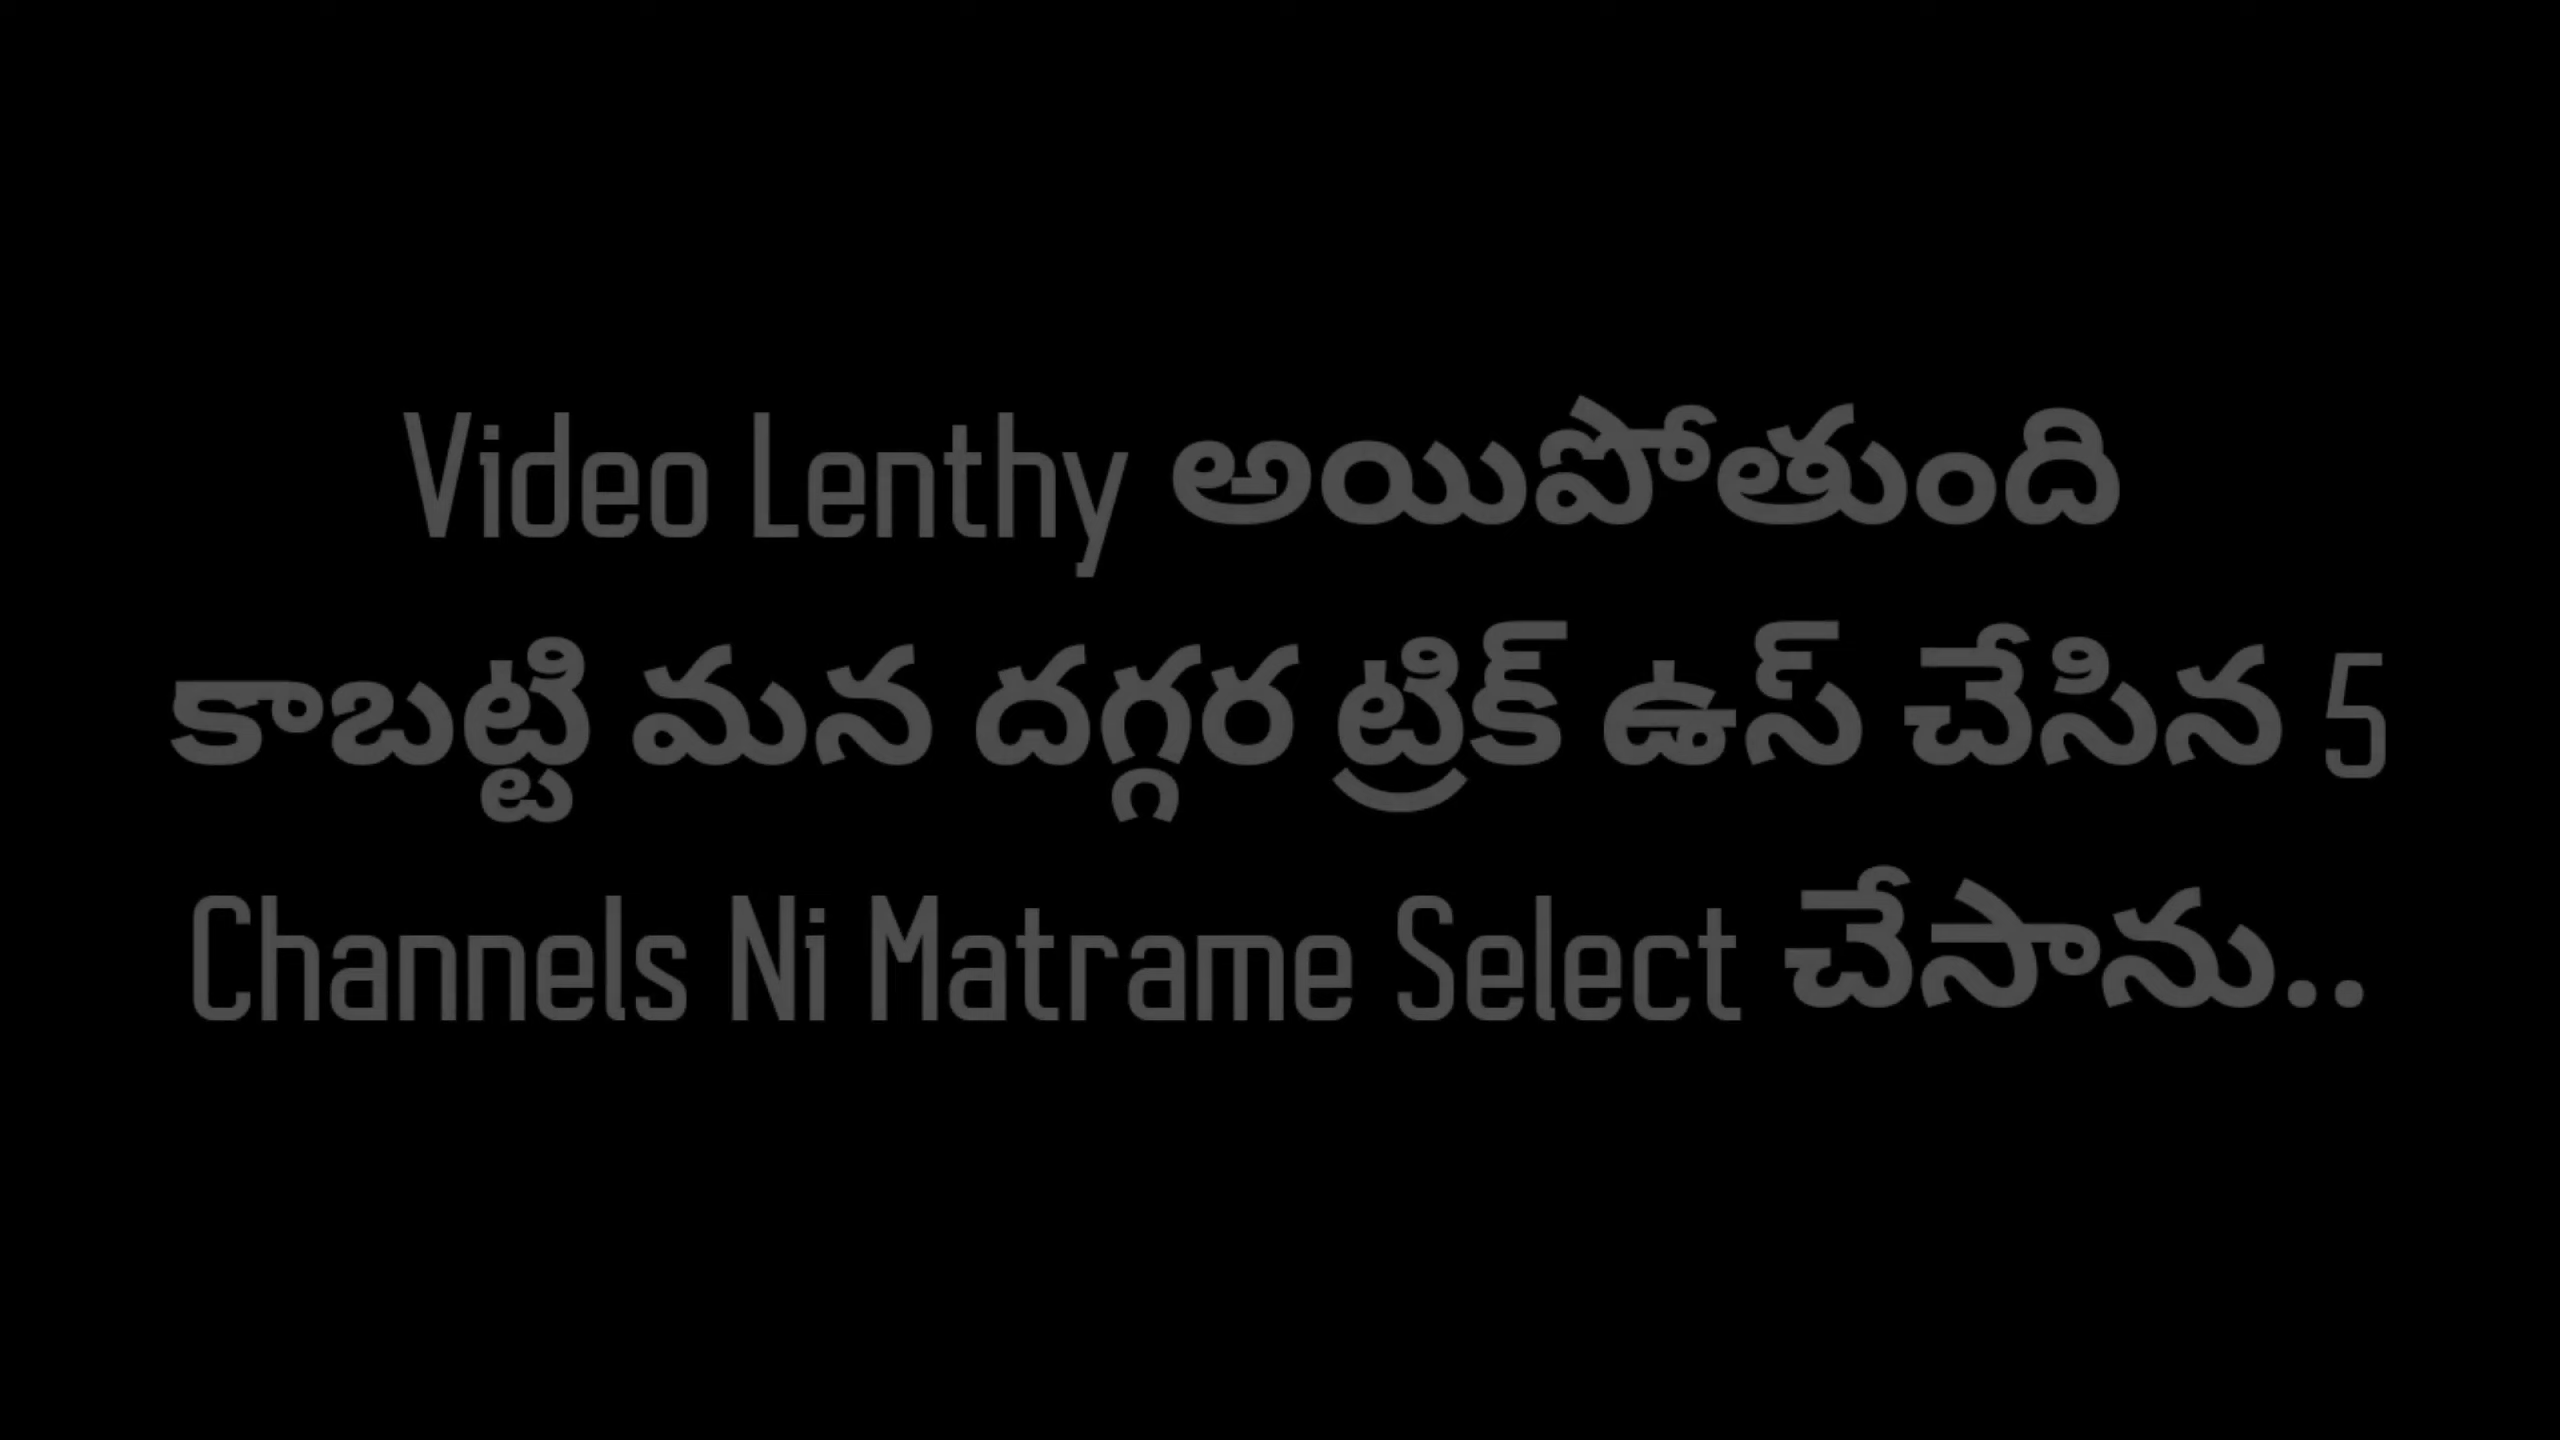 Video Lenthy అయిపోతుంది
కాబట్టి మన దగ్గర ట్రిక్ ఉస్ చేసిన 5
Channels Ni Matrame Select చేసాను..